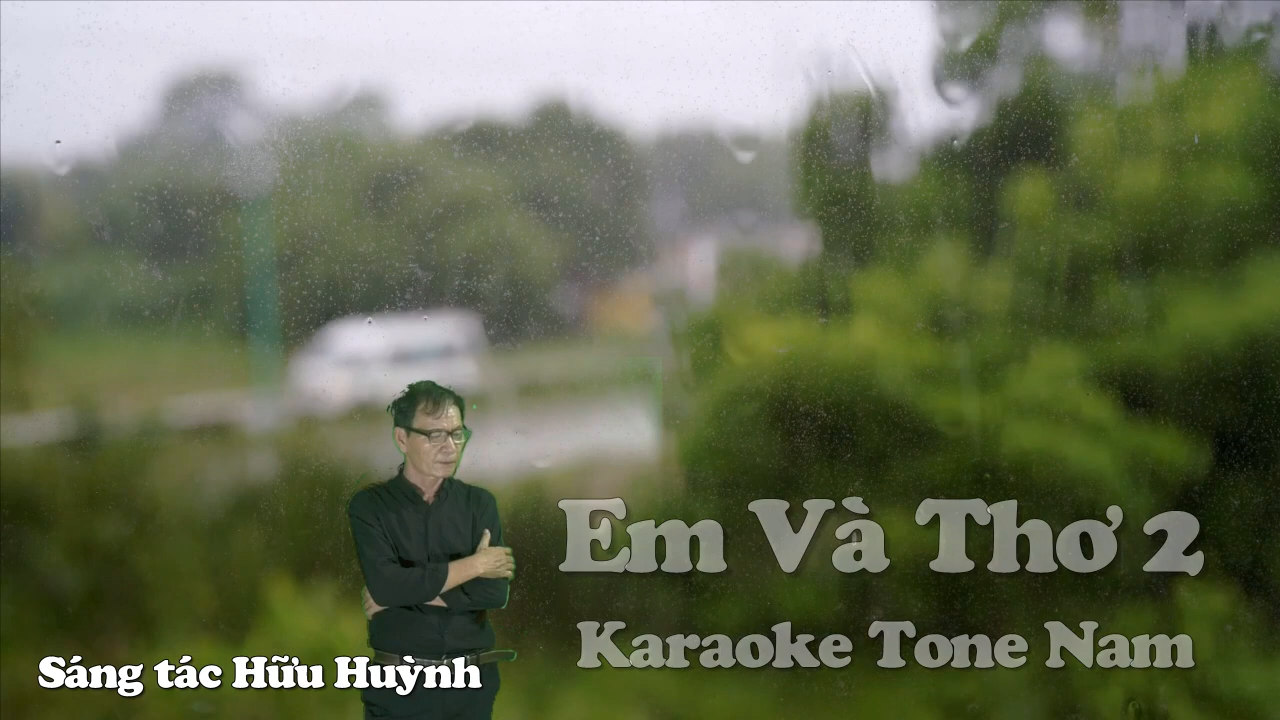 Em Và Thơ 2
Karaoke Tone Nam
Sáng tác Hữu Huỳnh